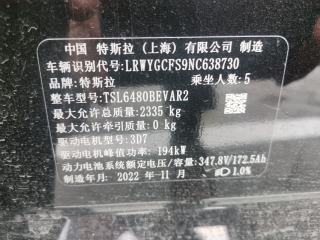 中国 特斯拉（上海）有限公司 制造
车辆识别代号:LRWYGCFS9NC638730
品牌:特斯拉 乘坐人数:5
整车型号:TSL6480BEVAR2
最大允许总质量:2335 kg
最大允许牵引质量:0 kg
驱动电机型号:3D7
驱动电机峰值功率:194kW
动力电池系统额定电压/容量:347.8V/172.5Ah
制造年月:2022 年-11 月 1.0%